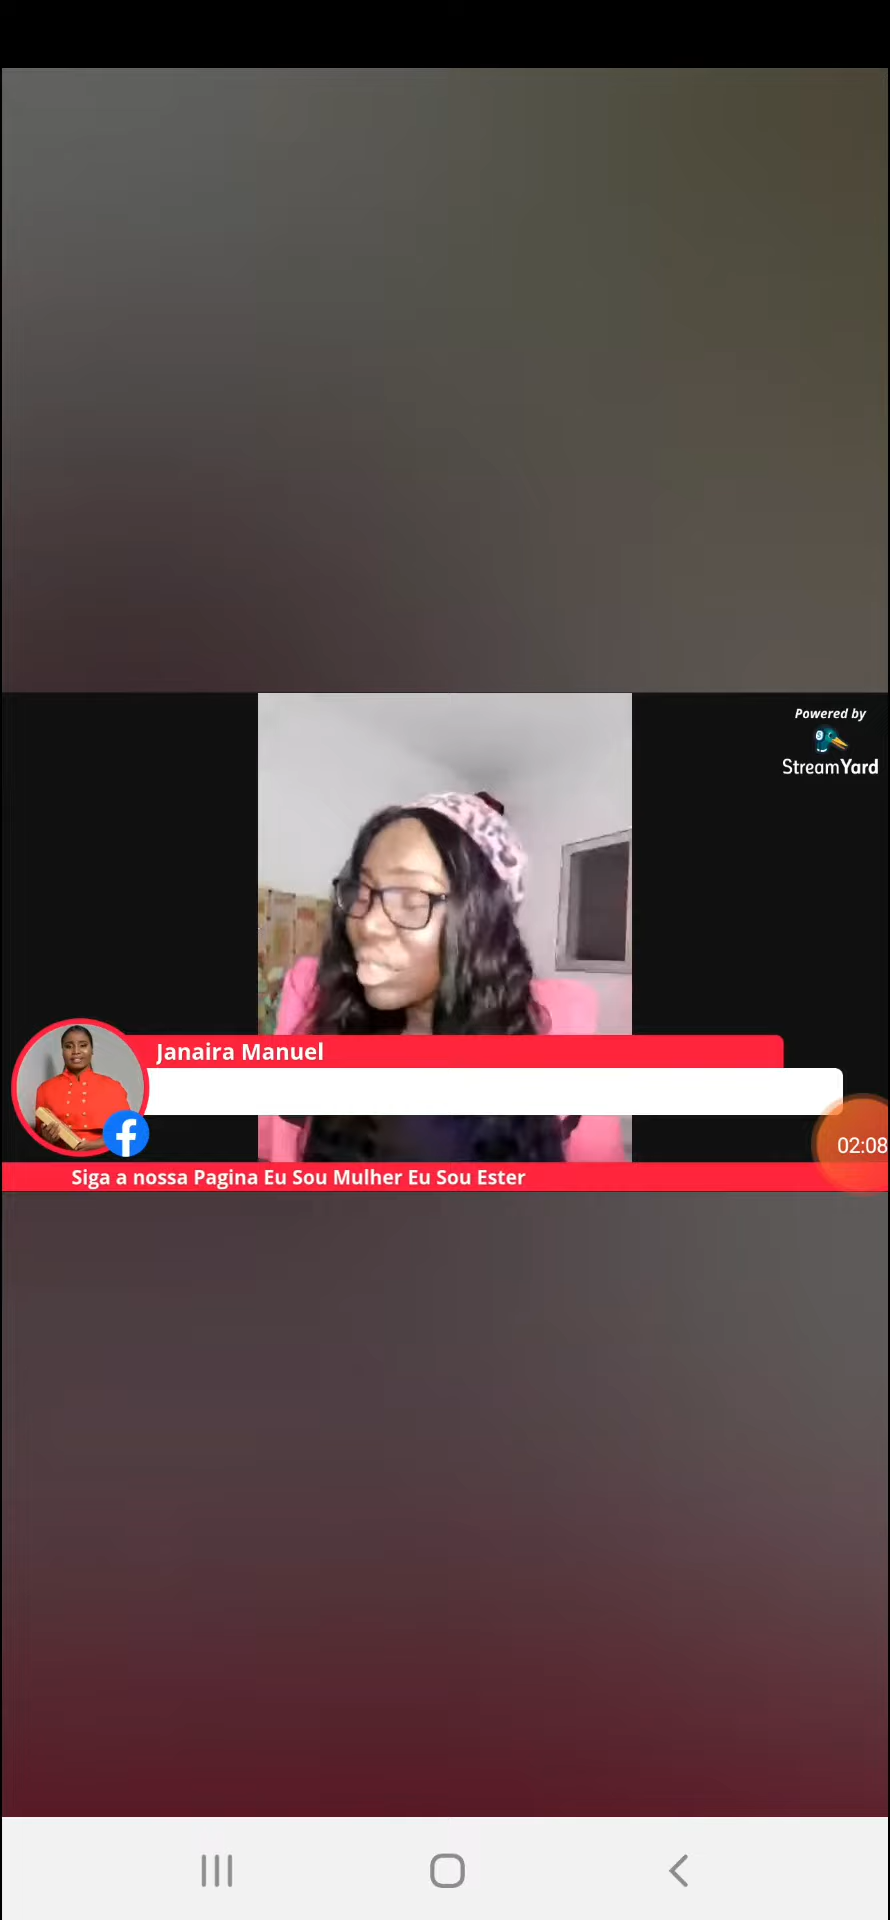 Powered by
StreamYard
Janaira Manuel
02:08
Siga a nossa Pagina Eu Sou Mulher Eu Sou Ester